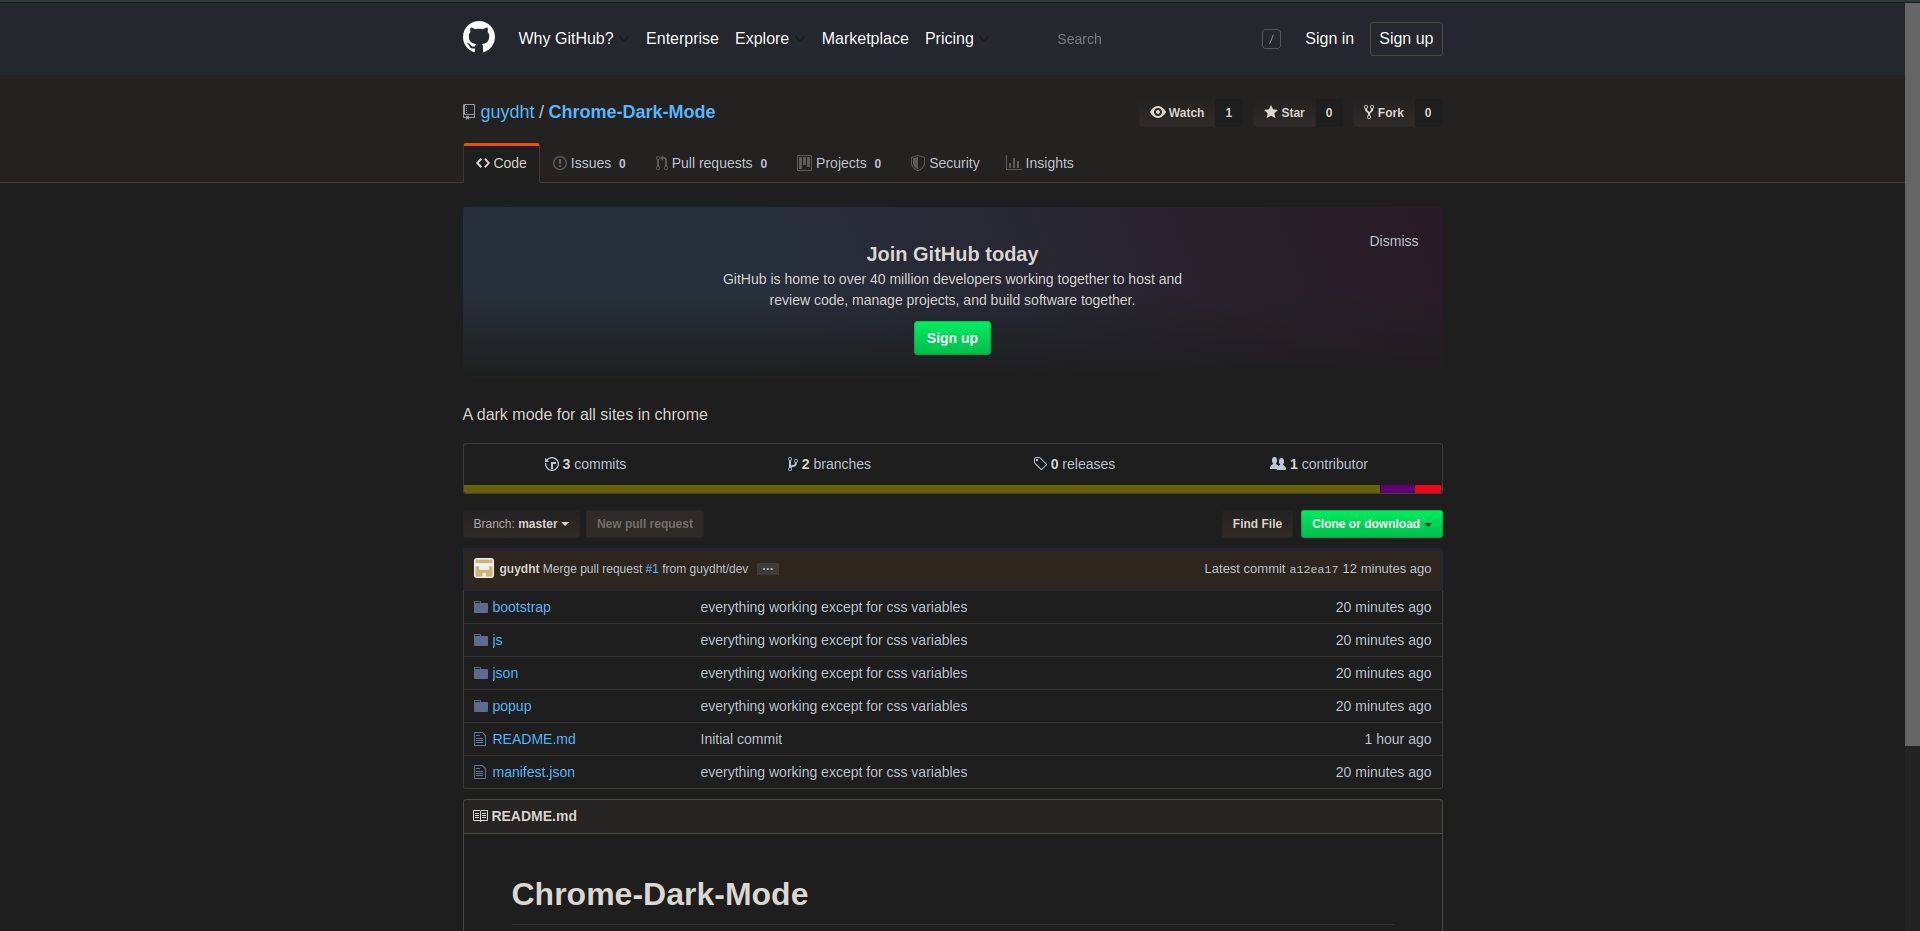 Why GitHub? Enterprise Explore Marketplace Pricing Search / Sign in Sign up
guydht / Chrome-Dark-Mode Watch 1 Star 0 Fork 0
Code Issues 0 Pull requests 0 Projects 0 Security Insights
Dismiss
Join GitHub today
GitHub is home to over 40 million developers working together to host and
review code, manage projects, and build software together.
Sign up
A dark mode for all sites in chrome
3 commits 2 branches 0 releases 1 contributor
Branch: master New pull request Find File Clone or download
guydht Merge pull request #1 from guydht/dev ... Latest commit a12ea17 12 minutes ago
bootstrap everything working except for css variables 20 minutes ago
js everything working except for css variables 20 minutes ago
json everything working except for css variables 20 minutes ago
popup everything working except for css variables 20 minutes ago
README.md Initial commit 1 hour ago
manifest.json everything working except for css variables 20 minutes ago
README.md
Chrome-Dark-Mode